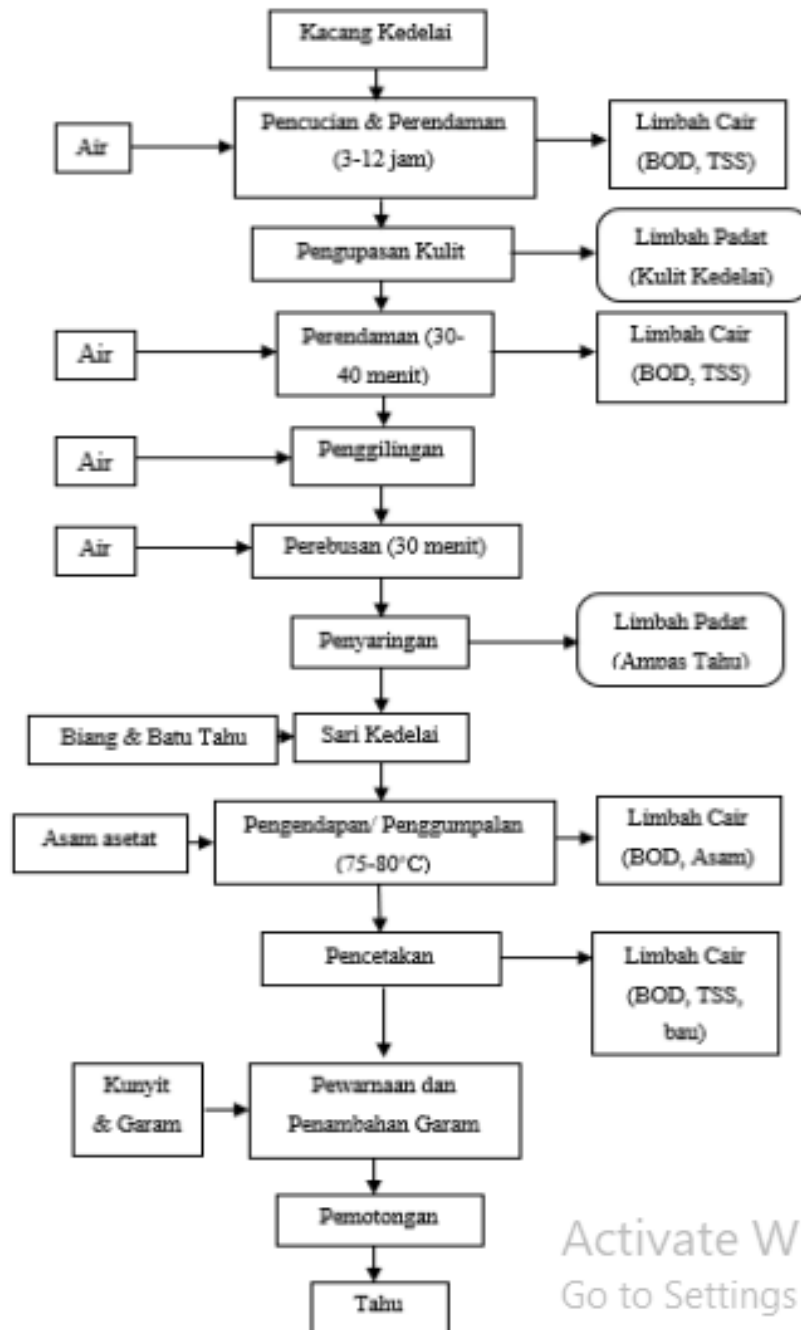 Kacang Kedelai
Air
Pencucian & Perendaman
(3-12 jam)
Limbah Cair
(BOD, TSS)
Pengupasan Kulit
Limbah Padat
(Kulit Kedelai)
Air
Perendaman (30-
40 menit)
Limbah Cair
(BOD, TSS)
Air
Penggilingan
Air
Perebusan (30 menit)
Penyaringan
Limbah Padat
(Ampas Tahu)
Biang & Batu Tahu
Sari Kedelai
Asam asetat
Pengendapan/ Penggumpalan
(75-80°C)
Limbah Cair
(BOD, Asam)
Pencetakan
Limbah Cair
(BOD, TSS,
bau)
Kunyit
& Garam
Pewarnaan dan
Penambahan Garam
Pemotongan
Tahu
Activate W
Go to Settings